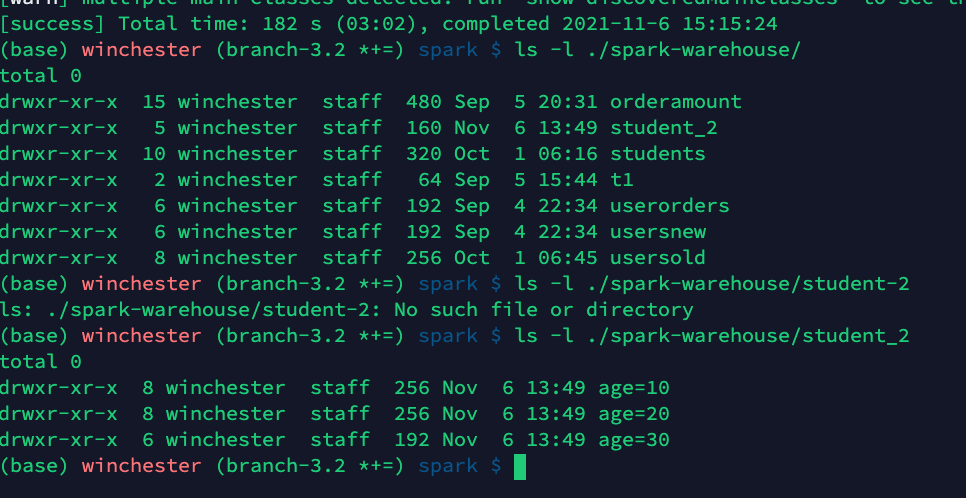 [warn] multiple main classes detected: run 'show discoveredMainClasses' to see th
[success] Total time: 182 s (03:02), completed 2021-11-6 15:15:24
(base) winchester (branch-3.2 *+=) spark $ ls -l ./spark-warehouse/
total 0
drwxr-xr-x  15 winchester  staff  480 Sep  5 20:31 orderamount
drwxr-xr-x   5 winchester  staff  160 Nov  6 13:49 student_2
drwxr-xr-x  10 winchester  staff  320 Oct  1 06:16 students
drwxr-xr-x   2 winchester  staff   64 Sep  5 15:44 t1
drwxr-xr-x   6 winchester  staff  192 Sep  4 22:34 userorders
drwxr-xr-x   6 winchester  staff  192 Sep  4 22:34 usersnew
drwxr-xr-x   8 winchester  staff  256 Oct  1 06:45 usersold
(base) winchester (branch-3.2 *+=) spark $ ls -l ./spark-warehouse/student-2
ls: ./spark-warehouse/student-2: No such file or directory
(base) winchester (branch-3.2 *+=) spark $ ls -l ./spark-warehouse/student_2
total 0
drwxr-xr-x  8 winchester  staff  256 Nov  6 13:49 age=10
drwxr-xr-x  8 winchester  staff  256 Nov  6 13:49 age=20
drwxr-xr-x  6 winchester  staff  192 Nov  6 13:49 age=30
(base) winchester (branch-3.2 *+=) spark $